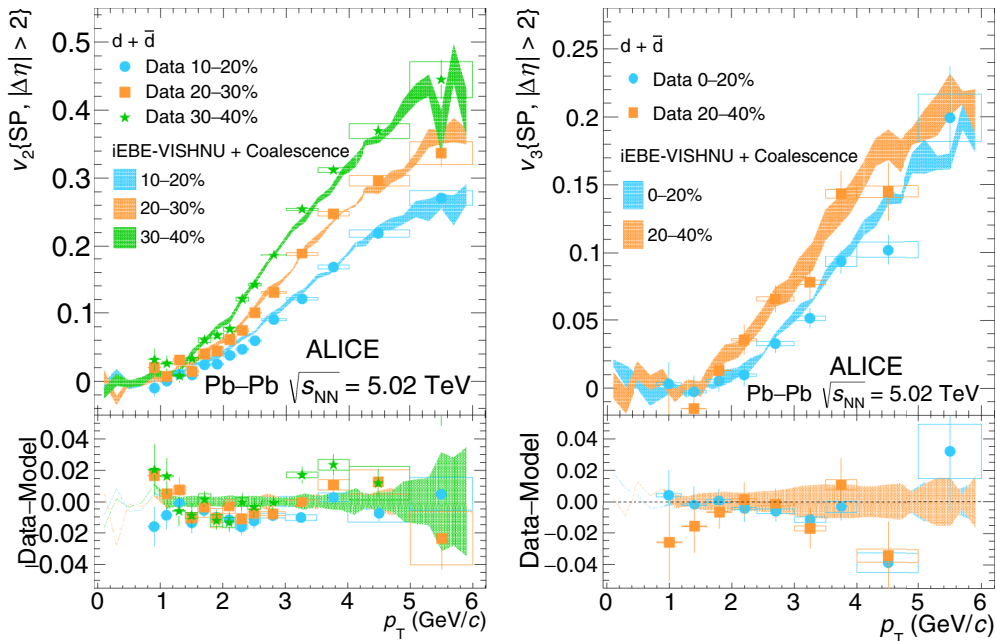 v₂{SP, |Δη| > 2}
0.5
0.4
0.3
0.2
0.1
0
d + d̅
Data 10–20%
Data 20–30%
Data 30–40%
iEBE-VISHNU + Coalescence
10–20%
20–30%
30–40%
ALICE
Pb–Pb √sNN = 5.02 TeV
Data–Model
0.04
0.02
0.00
−0.02
−0.04
0 1 2 3 4 5 6
pT (GeV/c)
v₃{SP, |Δη| > 2}
0.25
0.2
0.15
0.1
0.05
0
d + d̅
Data 0–20%
Data 20–40%
iEBE-VISHNU + Coalescence
0–20%
20–40%
ALICE
Pb–Pb √sNN = 5.02 TeV
Data–Model
0.04
0.02
0.00
−0.02
−0.04
0 1 2 3 4 5 6
pT (GeV/c)